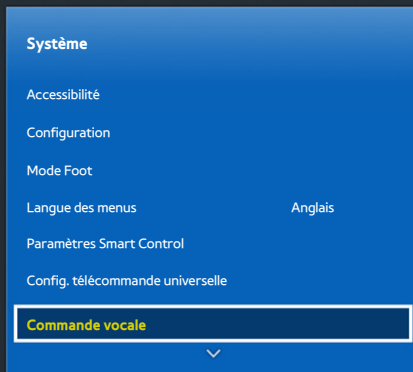 Système
Accessibilité
Configuration
Mode Foot
Langue des menus Anglais
Paramètres Smart Control
Config. télécommande universelle
Commande vocale